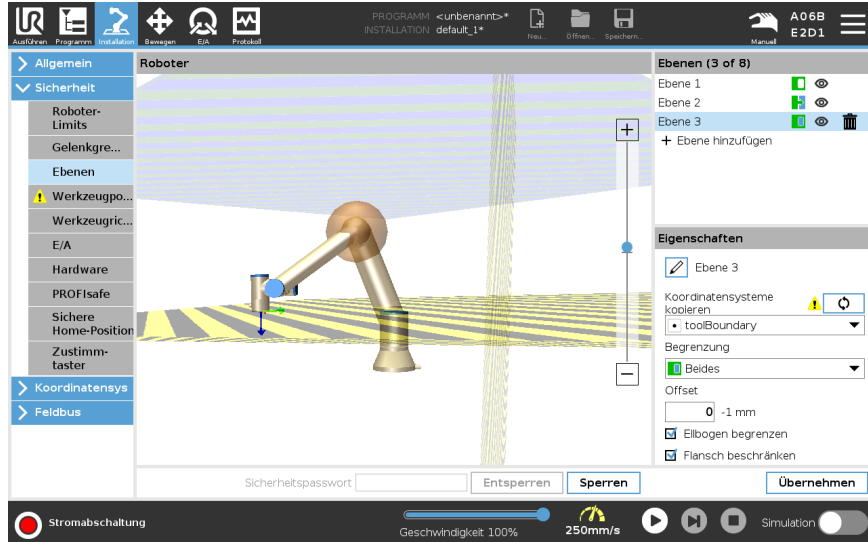 PROGRAMM <unbenannt>*
INSTALLATION default_1*
Ausführen Programm Installation Bewegen E/A Protokoll
Neu... Öffnen... Speichern...
Manuell
A06B
E2D1
Allgemein
Sicherheit
Roboter-
Limits
Gelenkgre...
Ebenen
Werkzeugpo...
Werkzeugric...
E/A
Hardware
PROFIsafe
Sichere
Home-Position
Zustimm-
taster
Koordinatensys
Feldbus
Roboter
Ebenen (3 of 8)
Ebene 1
Ebene 2
Ebene 3
+ Ebene hinzufügen
Eigenschaften
Ebene 3
Koordinatensysteme
kopieren
toolBoundary
Begrenzung
Beides
Offset
0 -1 mm
Ellbogen begrenzen
Flansch beschränken
Sicherheitspasswort Entsperren Sperren Übernehmen
Stromabschaltung
Geschwindigkeit 100%
250mm/s
Simulation